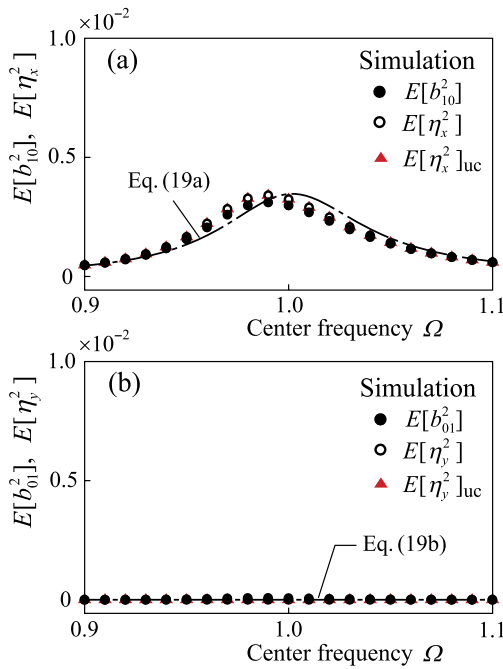 ×10⁻²
1.0
(a)
Simulation
E[b²₁₀]
E[η²ₓ]
E[η²ₓ]uc
E[b²₁₀], E[η²ₓ]
0.5
Eq. (19a)
0
0.9
1.0
1.1
Center frequency Ω
×10⁻²
1.0
(b)
Simulation
E[b²₀₁]
E[η²ᵧ]
E[η²ᵧ]uc
E[b²₀₁], E[η²ᵧ]
0.5
Eq. (19b)
0
0.9
1.0
1.1
Center frequency Ω